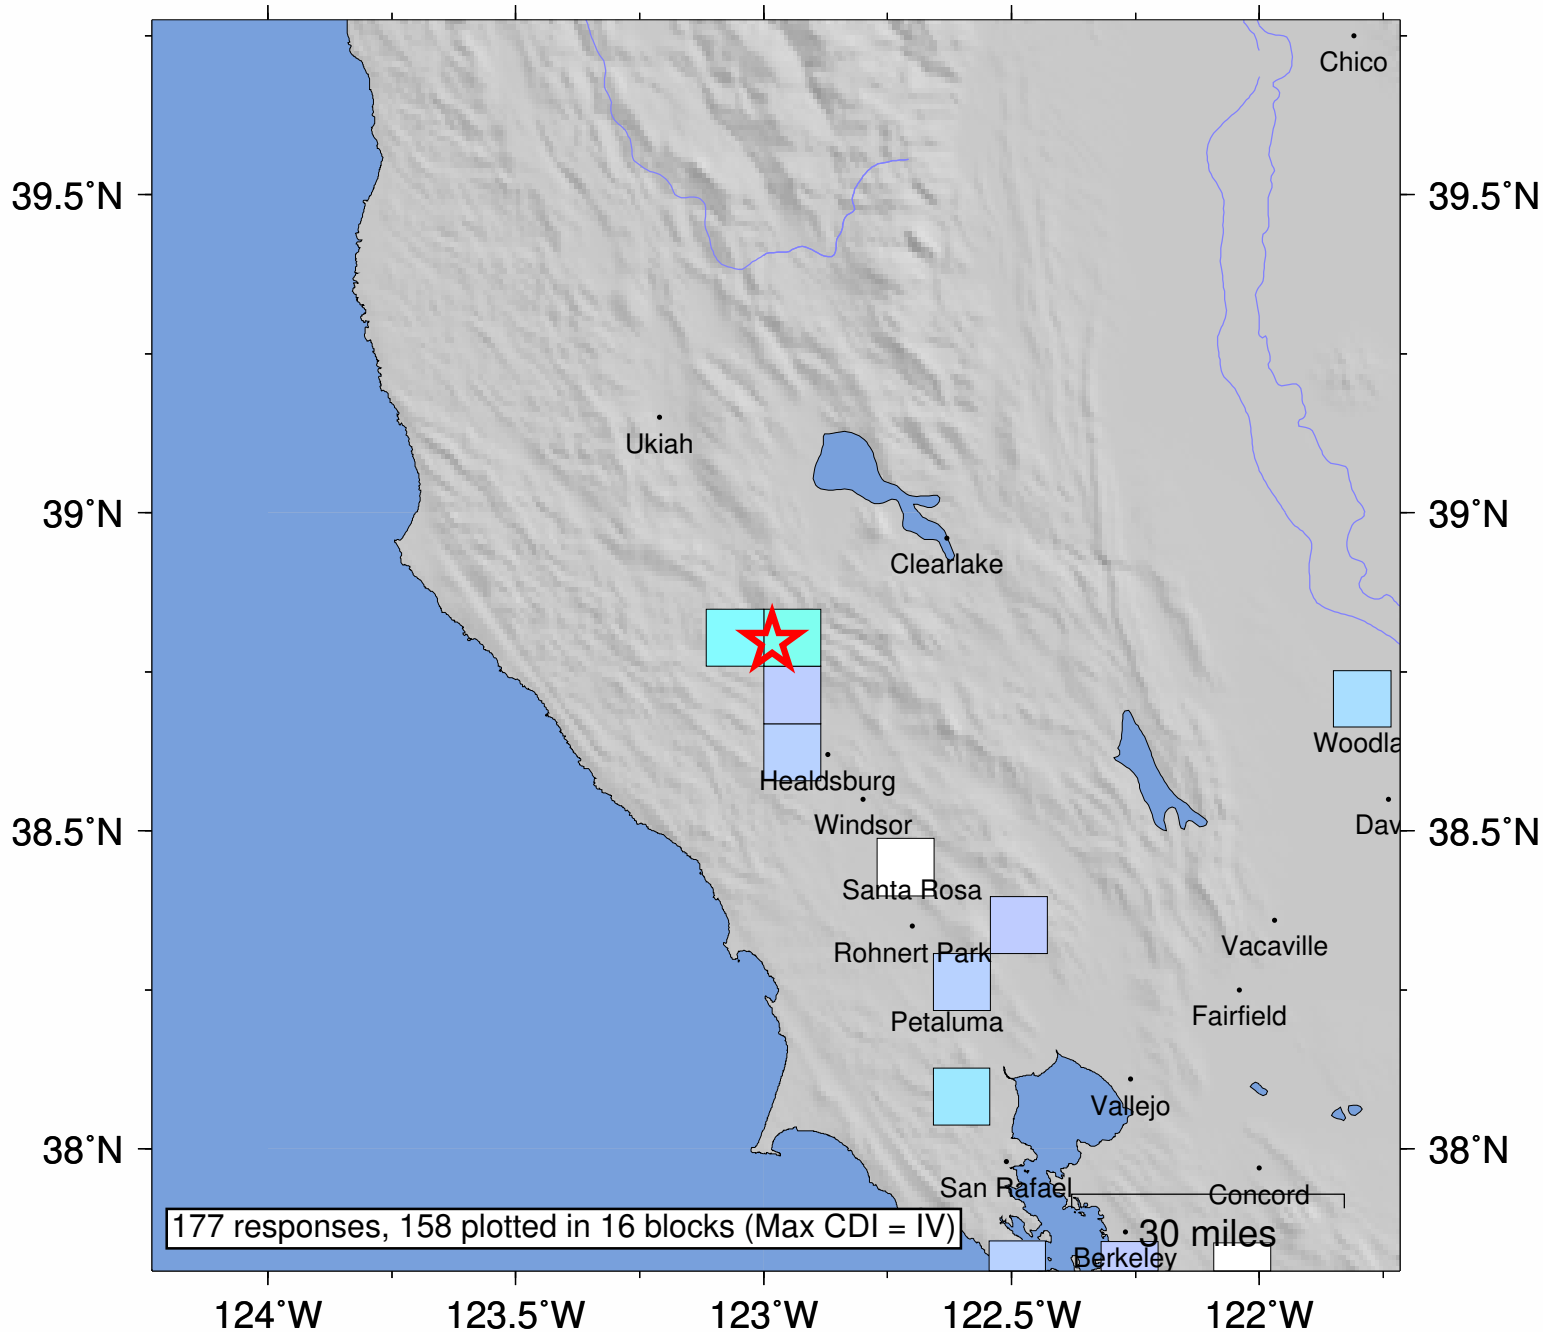 Chico
39.5°N
39.5°N
Ukiah
39°N
39°N
Clearlake
Woodla
Healdsburg
Windsor
Dav
38.5°N
38.5°N
Santa Rosa
Rohnert Park
Vacaville
Petaluma
Fairfield
Vallejo
38°N
38°N
San Rafael
Concord
177 responses, 158 plotted in 16 blocks (Max CDI = IV)
30 miles
Berkeley
124°W
123.5°W
123°W
122.5°W
122°W